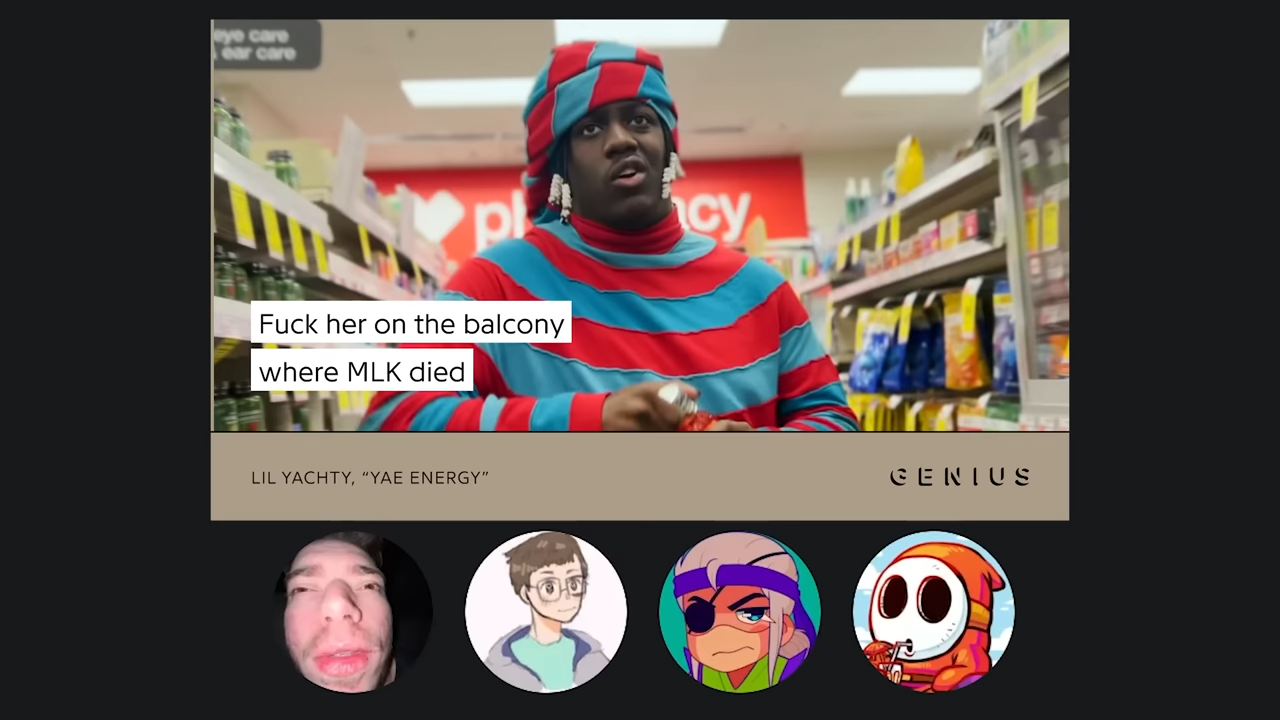 eye care
ear care
Fuck her on the balcony
where MLK died
LIL YACHTY, “YAE ENERGY”
GENIUS